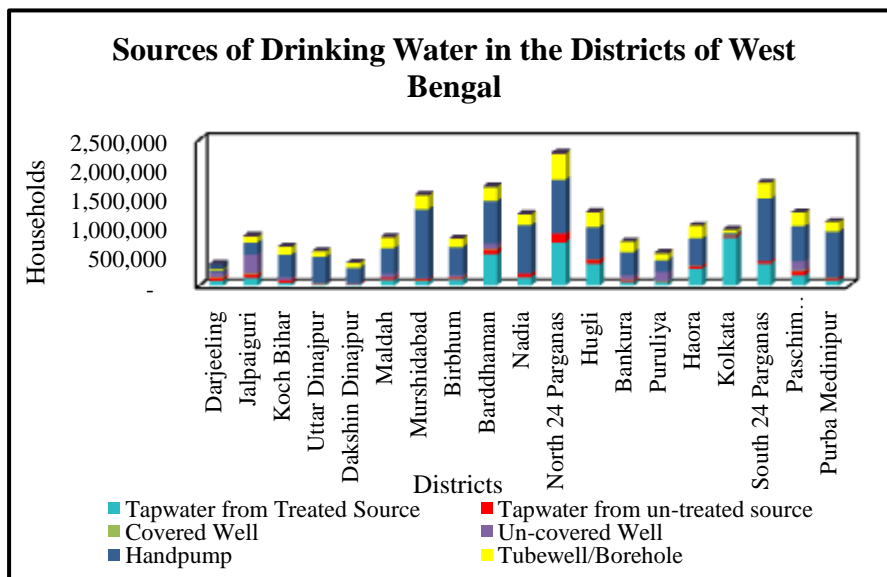 Sources of Drinking Water in the Districts of West
Bengal
Households
2,500,000
2,000,000
1,500,000
1,000,000
500,000
-
Darjeeling
Jalpaiguri
Koch Bihar
Uttar Dinajpur
Dakshin Dinajpur
Maldah
Murshidabad
Birbhum
Barddhaman
Nadia
North 24 Parganas
Hugli
Bankura
Puruliya
Haora
Kolkata
South 24 Parganas
Paschim…
Purba Medinipur
Districts
Tapwater from Treated Source
Tapwater from un-treated source
Covered Well
Un-covered Well
Handpump
Tubewell/Borehole